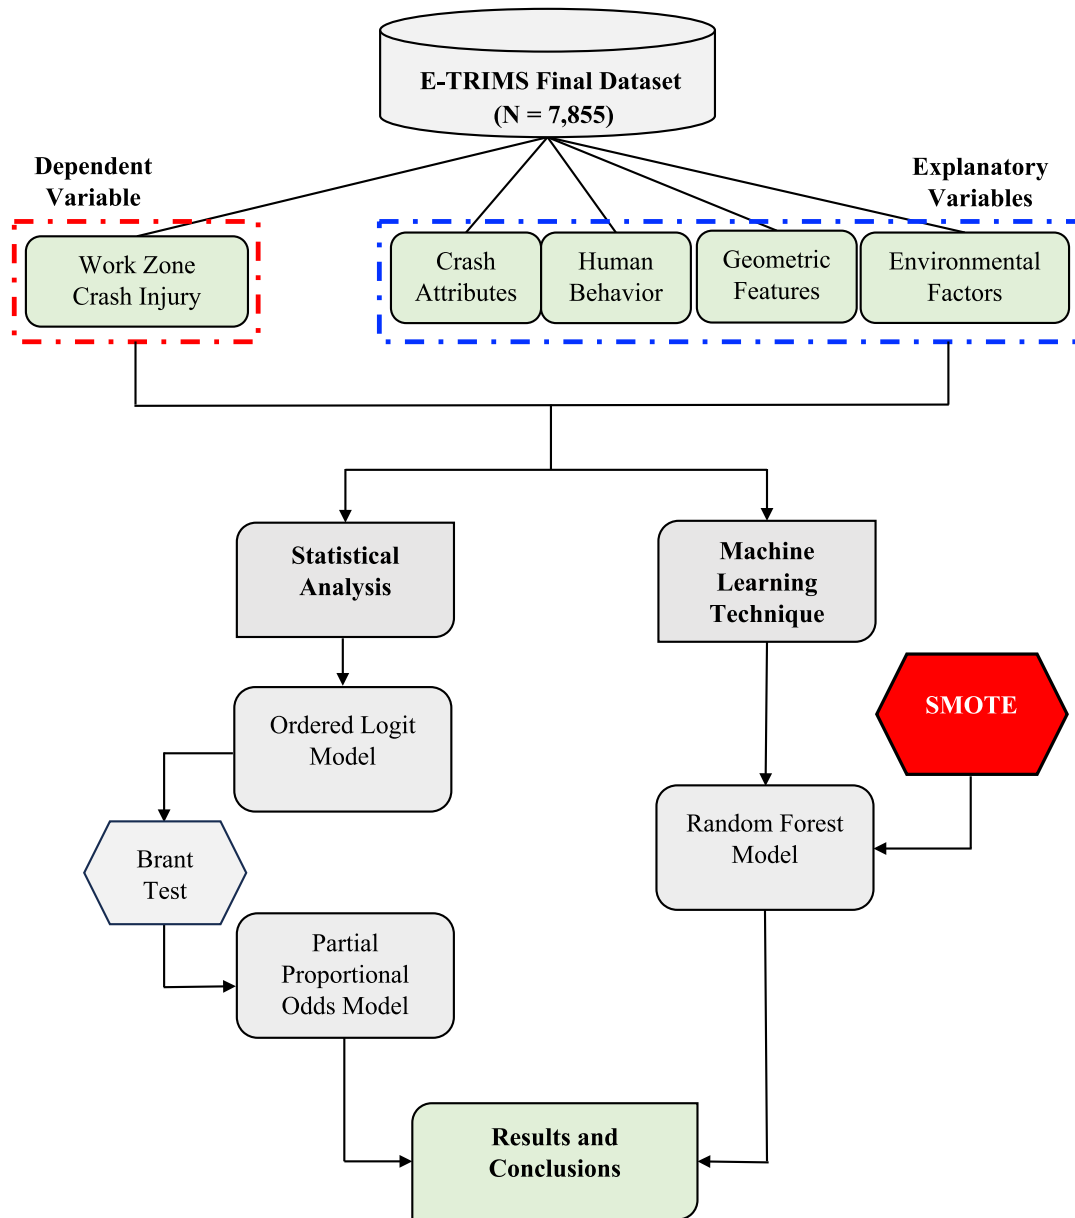 E-TRIMS Final Dataset
(N = 7,855)
Dependent
Variable
Explanatory
Variables
Work Zone
Crash Injury
Crash
Attributes
Human
Behavior
Geometric
Features
Environmental
Factors
Statistical
Analysis
Machine
Learning
Technique
SMOTE
Ordered Logit
Model
Random Forest
Model
Brant
Test
Partial
Proportional
Odds Model
Results and
Conclusions